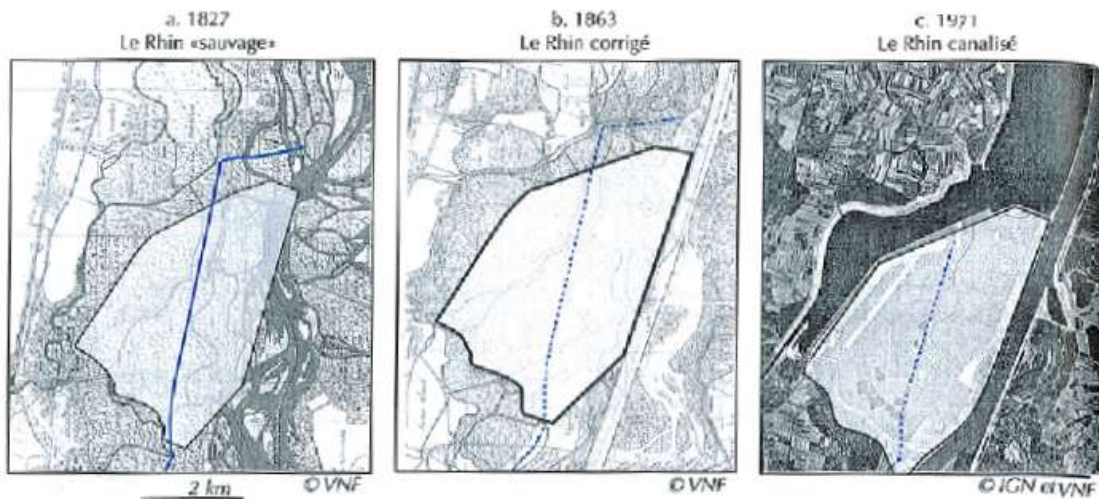 a. 1827
Le Rhin «sauvage»
b. 1863
Le Rhin corrigé
c. 1971
Le Rhin canalisé
2 km
© VNF
© VNF
© IGN et VNF